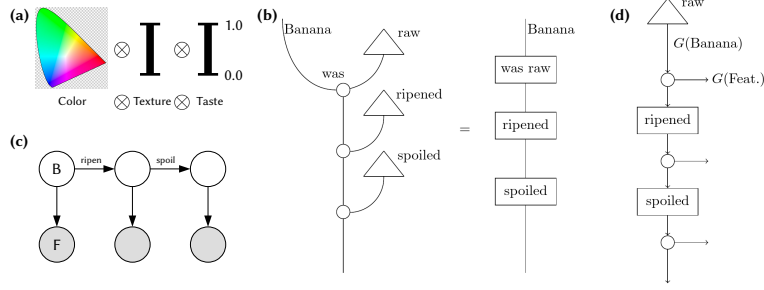 (a)
1.0
0.0
Color
⊗ Texture ⊗ Taste
(c)
B
ripen
spoil
F
(b)
Banana
raw
was
ripened
spoiled
=
Banana
was raw
ripened
spoiled
(d)
raw
G(Banana)
G(Feat.)
ripened
spoiled